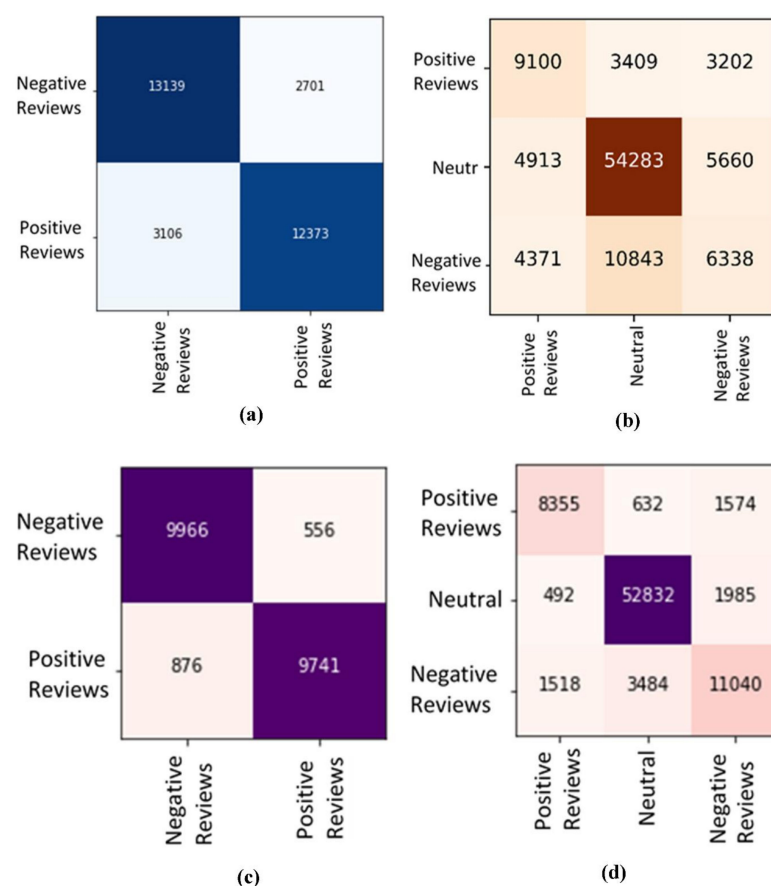 Negative
Reviews
13139 2701
Positive
Reviews
3106 12373
Negative
Reviews
Positive
Reviews
(a)
Positive
Reviews
9100 3409 3202
Neutr
4913 54283 5660
Negative
Reviews
4371 10843 6338
Positive
Reviews
Neutral
Negative
Reviews
(b)
Negative
Reviews
9966 556
Positive
Reviews
876 9741
Negative
Reviews
Positive
Reviews
(c)
Positive
Reviews
8355 632 1574
Neutral
492 52832 1985
Negative
Reviews
1518 3484 11040
Positive
Reviews
Neutral
Negative
Reviews
(d)